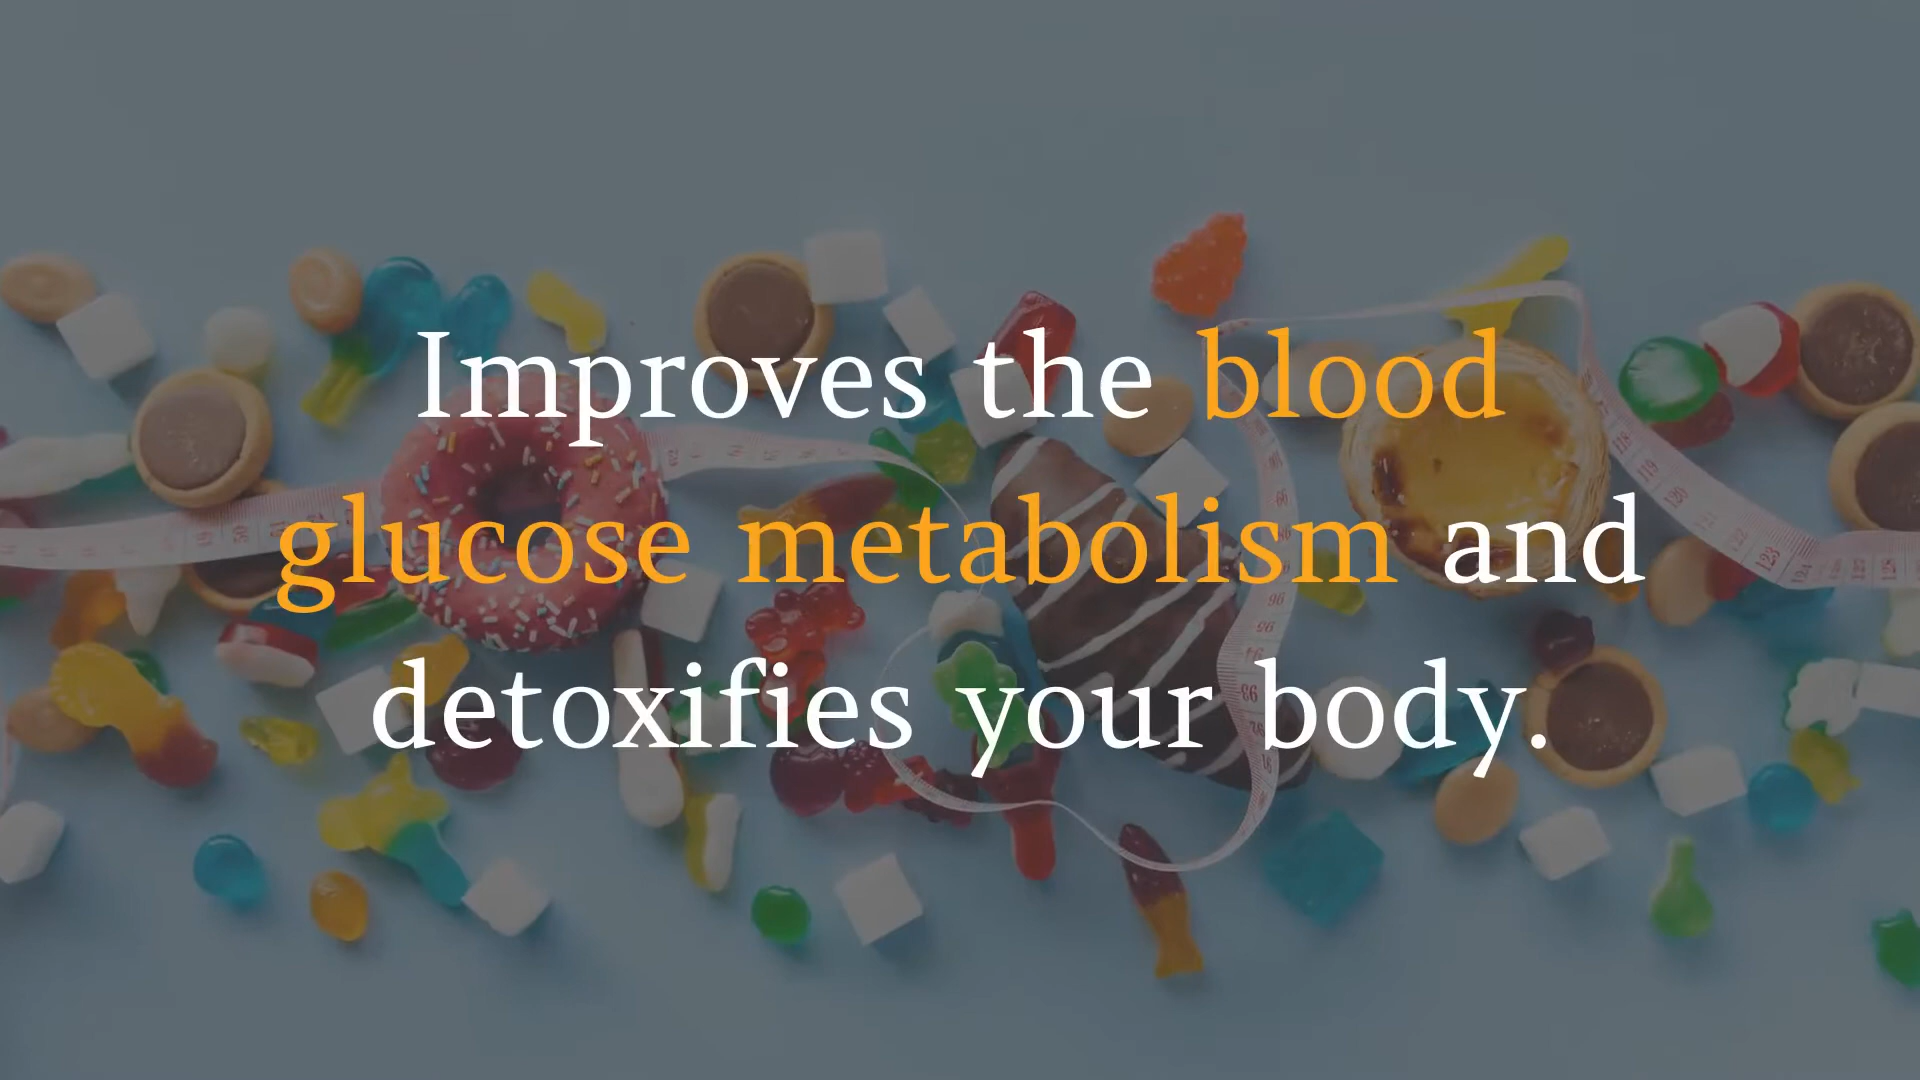 Improves the blood
glucose metabolism and
detoxifies your body.